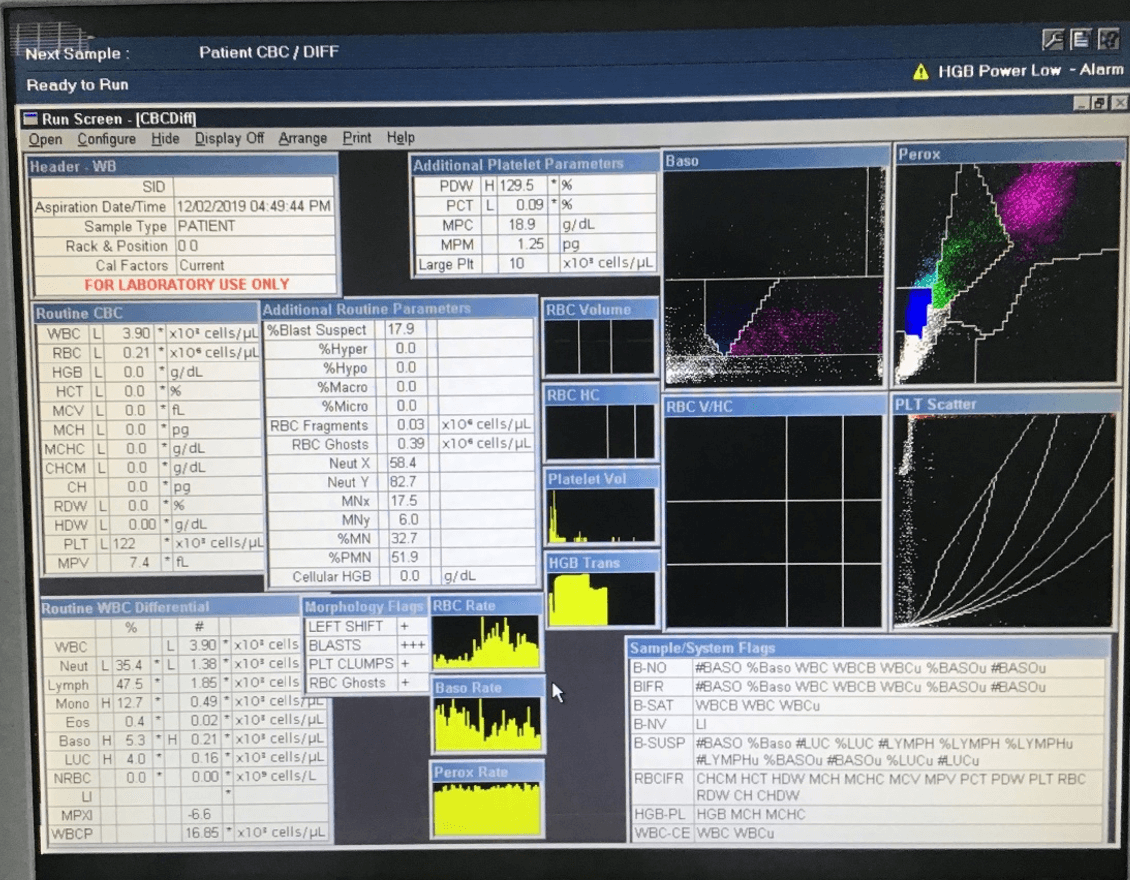 Next Sample : Patient CBC / DIFF
Ready to Run
HGB Power Low - Alarm
Run Screen - [CBCDiff]
Open Configure Hide Display Off Arrange Print Help
Header - WB
SID
Aspiration Date/Time 12/02/2019 04:49:44 PM
Sample Type PATIENT
Rack & Position 0 0
Cal Factors Current
FOR LABORATORY USE ONLY
Additional Platelet Parameters
PDW H 129.5 * %
PCT L 0.09 * %
MPC 18.9 g/dL
MPM 1.25 pg
Large Plt 10 x10³ cells/µL
Baso
Perox
Routine CBC
WBC L 3.90 * x10³ cells/µL
RBC L 0.21 * x10⁶ cells/µL
HGB L 0.0 * g/dL
HCT L 0.0 * %
MCV L 0.0 * fL
MCH L 0.0 * pg
MCHC L 0.0 * g/dL
CHCM L 0.0 * g/dL
CH 0.0 * pg
RDW L 0.0 * %
HDW L 0.00 * g/dL
PLT L 122 * x10³ cells/µL
MPV 7.4 * fL
Additional Routine Parameters
%Blast Suspect 17.9
%Hyper 0.0
%Hypo 0.0
%Macro 0.0
%Micro 0.0
RBC Fragments 0.03 x10⁶ cells/µL
RBC Ghosts 0.39 x10⁶ cells/µL
Neut X 58.4
Neut Y 82.7
MNx 17.5
MNy 6.0
%MN 32.7
%PMN 51.9
Cellular HGB 0.0 g/dL
RBC Volume
RBC HC
Platelet Vol
HGB Trans
RBC V/HC
PLT Scatter
Routine WBC Differential
% #
WBC L 3.90 * x10³ cells
Neut L 35.4 * L 1.38 * x10³ cells
Lymph 47.5 * 1.85 * x10³ cells
Mono H 12.7 * 0.49 * x10³ cells/µL
Eos 0.4 * 0.02 * x10³ cells/µL
Baso H 5.3 * H 0.21 * x10³ cells/µL
LUC H 4.0 * 0.16 * x10³ cells/µL
NRBC 0.0 * 0.00 * x10⁹ cells/L
LI *
MPXI -6.6
WBCP 16.85 * x10³ cells/µL
Morphology Flags
LEFT SHIFT +
BLASTS +++
PLT CLUMPS +
RBC Ghosts +
RBC Rate
Baso Rate
Perox Rate
Sample/System Flags
B-NO #BASO %Baso WBC WBCB WBCu %BASOu #BASOu
BIFR #BASO %Baso WBC WBCB WBCu %BASOu #BASOu
B-SAT WBCB WBC WBCu
B-NV LI
B-SUSP #BASO %Baso #LUC %LUC #LYMPH %LYMPH %LYMPHu
#LYMPHu %BASOu #BASOu %LUCu #LUCu
RBCIFR CHCM HCT HDW MCH MCHC MCV MPV PCT PDW PLT RBC
RDW CH CHDW
HGB-PL HGB MCH MCHC
WBC-CE WBC WBCu